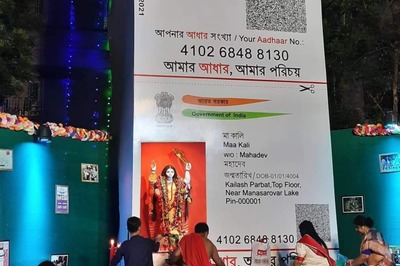 2021
আপনার আধার সংখ্যা / Your Aadhaar No.:
4102 6848 8130
আমার আধার, আমার পরিচয়
भारत सरकार
Government of India
মা কালি
Maa Kali
W/O : Mahadev
মহাদেব
জন্মতারিখ / DOB-01/01/4004
Kailash Parbat,Top Floor,
Near Manasarovar Lake
Pin-000001
4102 6848 8130